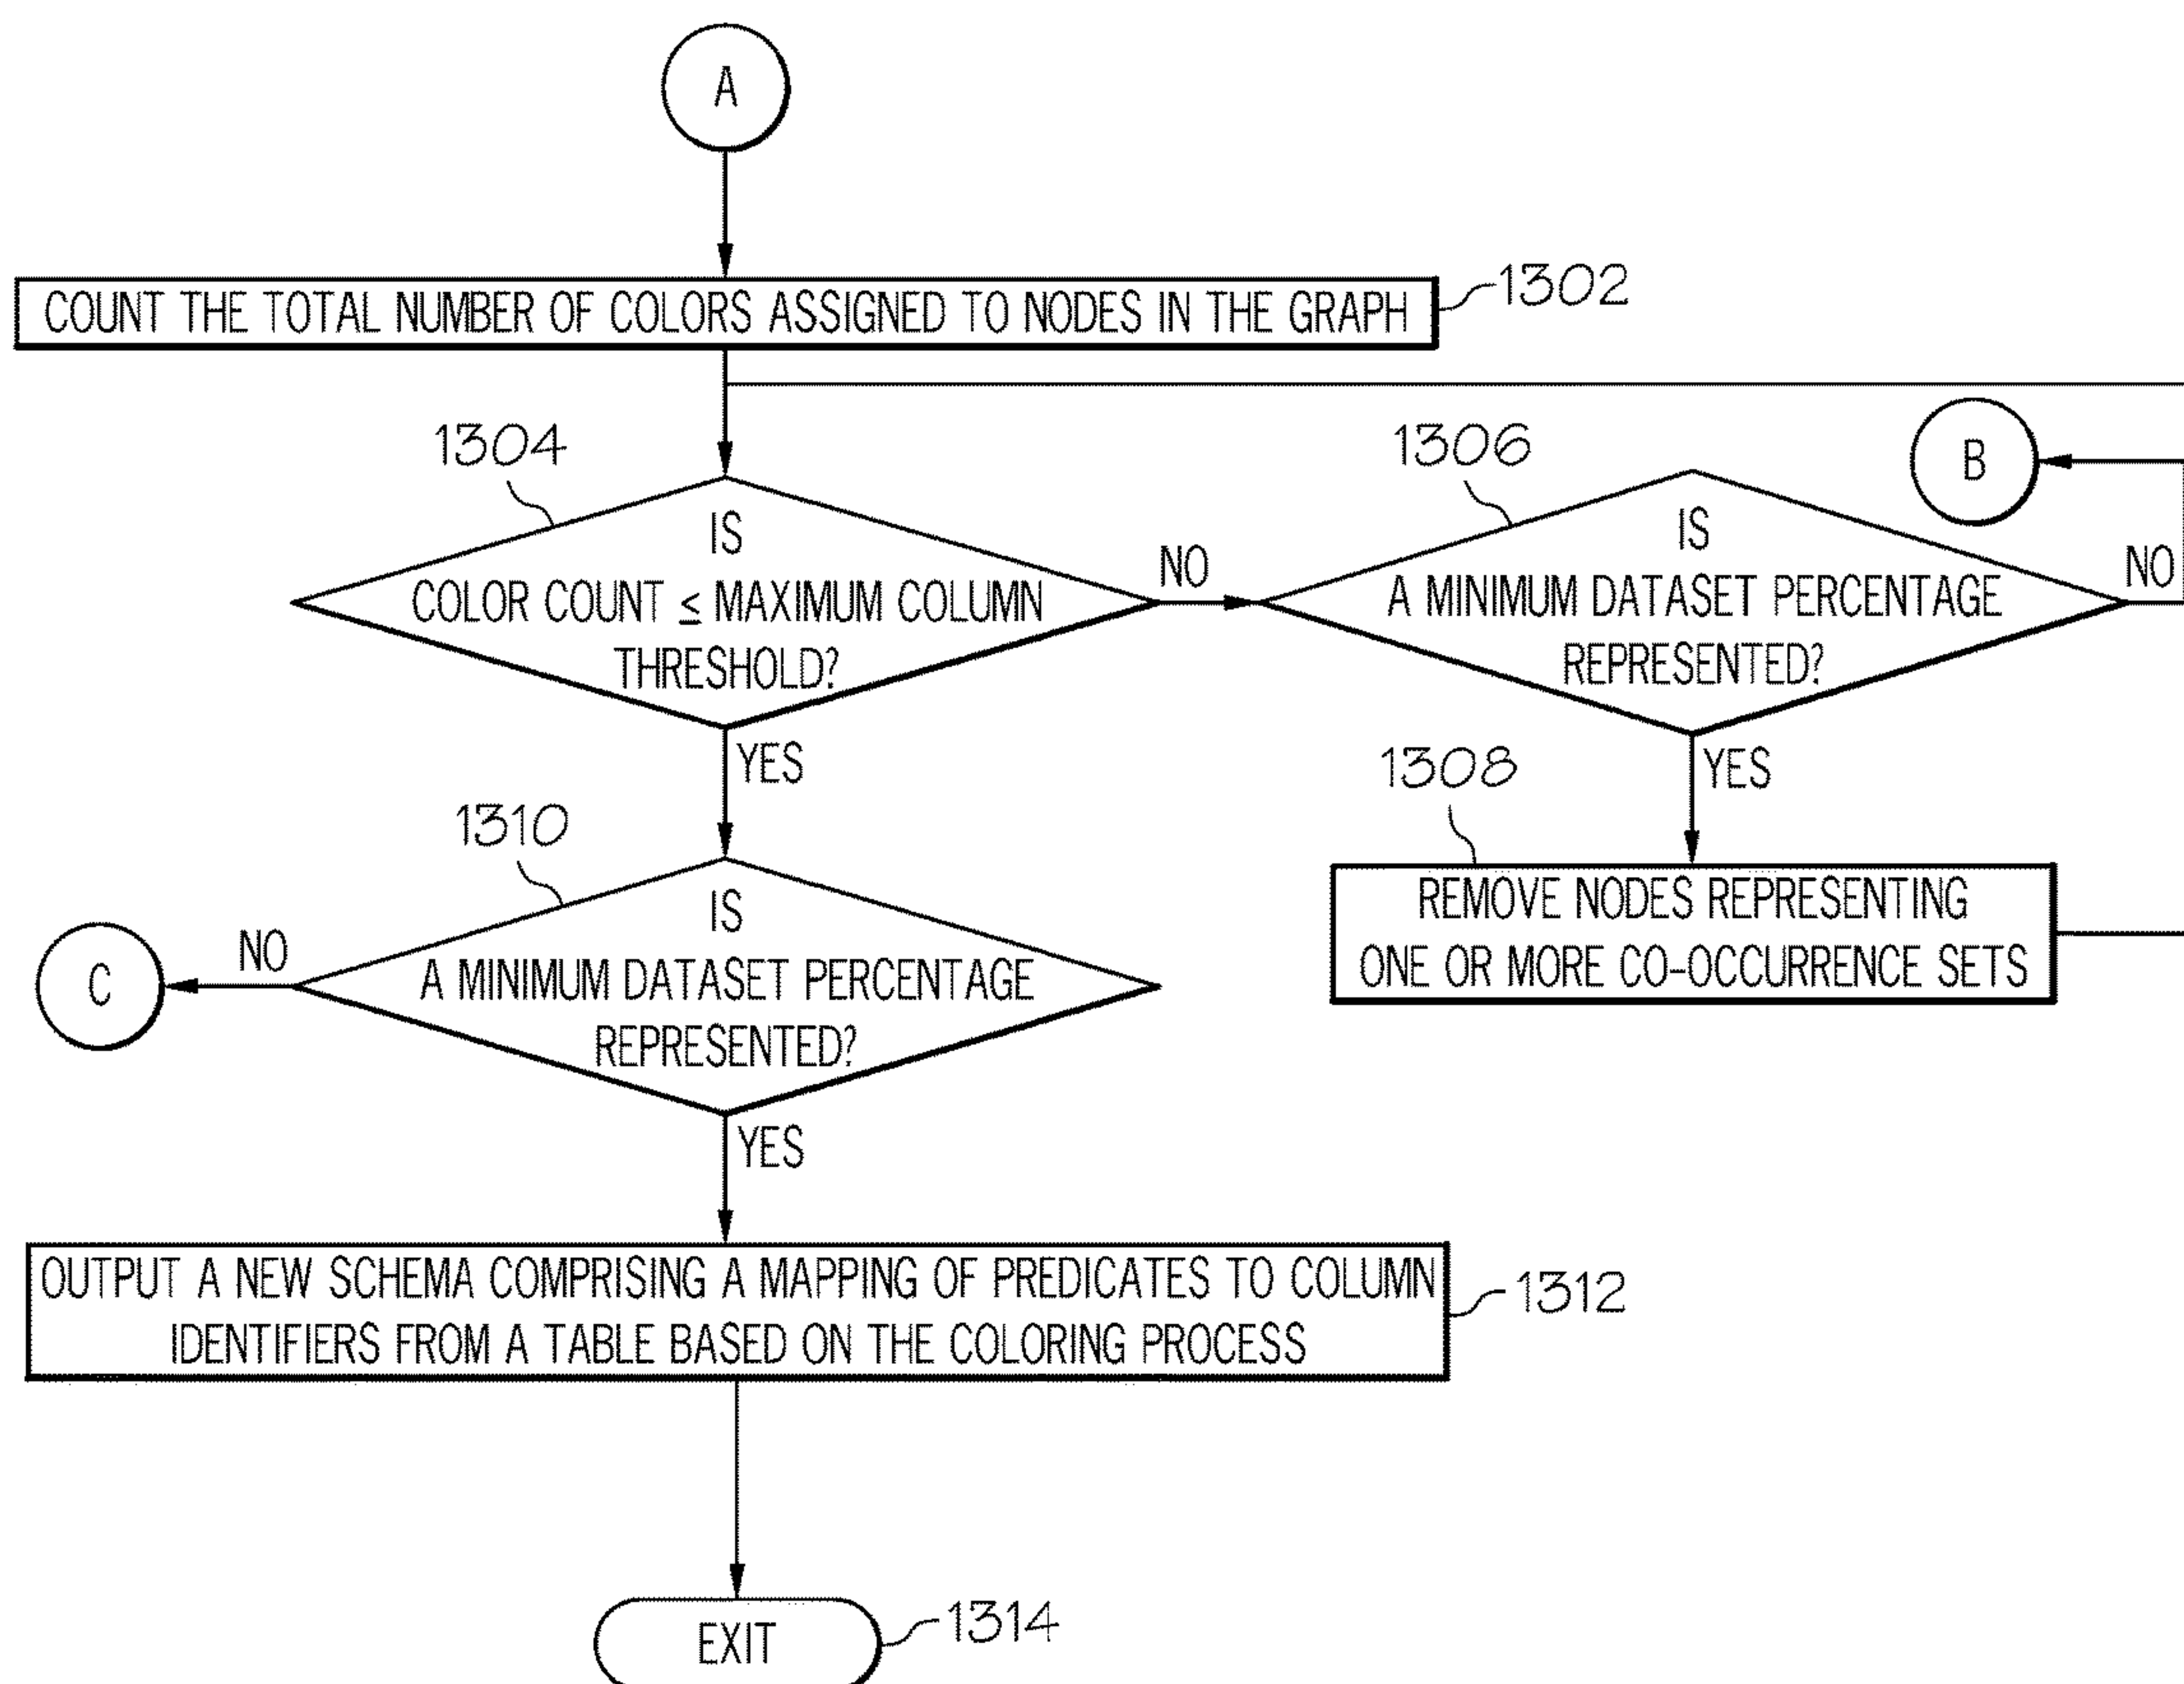 A
COUNT THE TOTAL NUMBER OF COLORS ASSIGNED TO NODES IN THE GRAPH
1302
1304
IS
COLOR COUNT ≤ MAXIMUM COLUMN
THRESHOLD?
NO
YES
1306
B
IS
A MINIMUM DATASET PERCENTAGE
REPRESENTED?
NO
YES
1308
REMOVE NODES REPRESENTING
ONE OR MORE CO-OCCURRENCE SETS
1310
IS
A MINIMUM DATASET PERCENTAGE
REPRESENTED?
NO
C
YES
OUTPUT A NEW SCHEMA COMPRISING A MAPPING OF PREDICATES TO COLUMN
IDENTIFIERS FROM A TABLE BASED ON THE COLORING PROCESS
1312
EXIT
1314